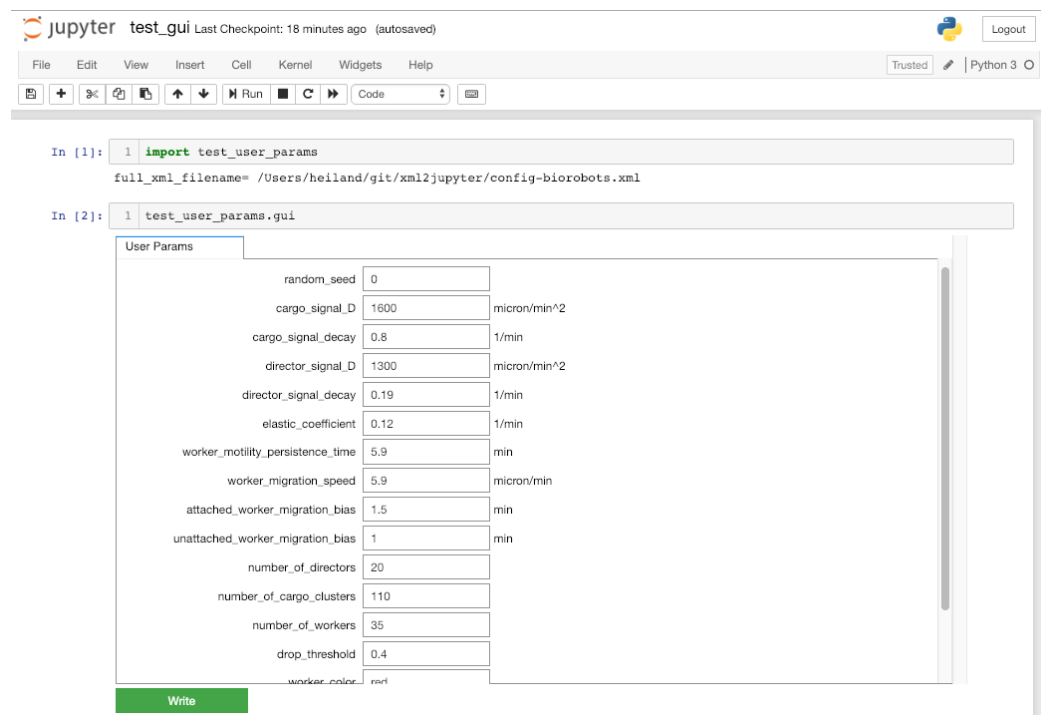 jupyter test_gui Last Checkpoint: 18 minutes ago (autosaved) Logout
File Edit View Insert Cell Kernel Widgets Help Trusted Python 3
Run Code
In [1]: 1 import test_user_params
full_xml_filename= /Users/heiland/git/xml2jupyter/config-biorobots.xml
In [2]: 1 test_user_params.gui
User Params
random_seed 0
cargo_signal_D 1600 micron/min^2
cargo_signal_decay 0.8 1/min
director_signal_D 1300 micron/min^2
director_signal_decay 0.19 1/min
elastic_coefficient 0.12 1/min
worker_motility_persistence_time 5.9 min
worker_migration_speed 5.9 micron/min
attached_worker_migration_bias 1.5 min
unattached_worker_migration_bias 1 min
number_of_directors 20
number_of_cargo_clusters 110
number_of_workers 35
drop_threshold 0.4
worker_color red
Write